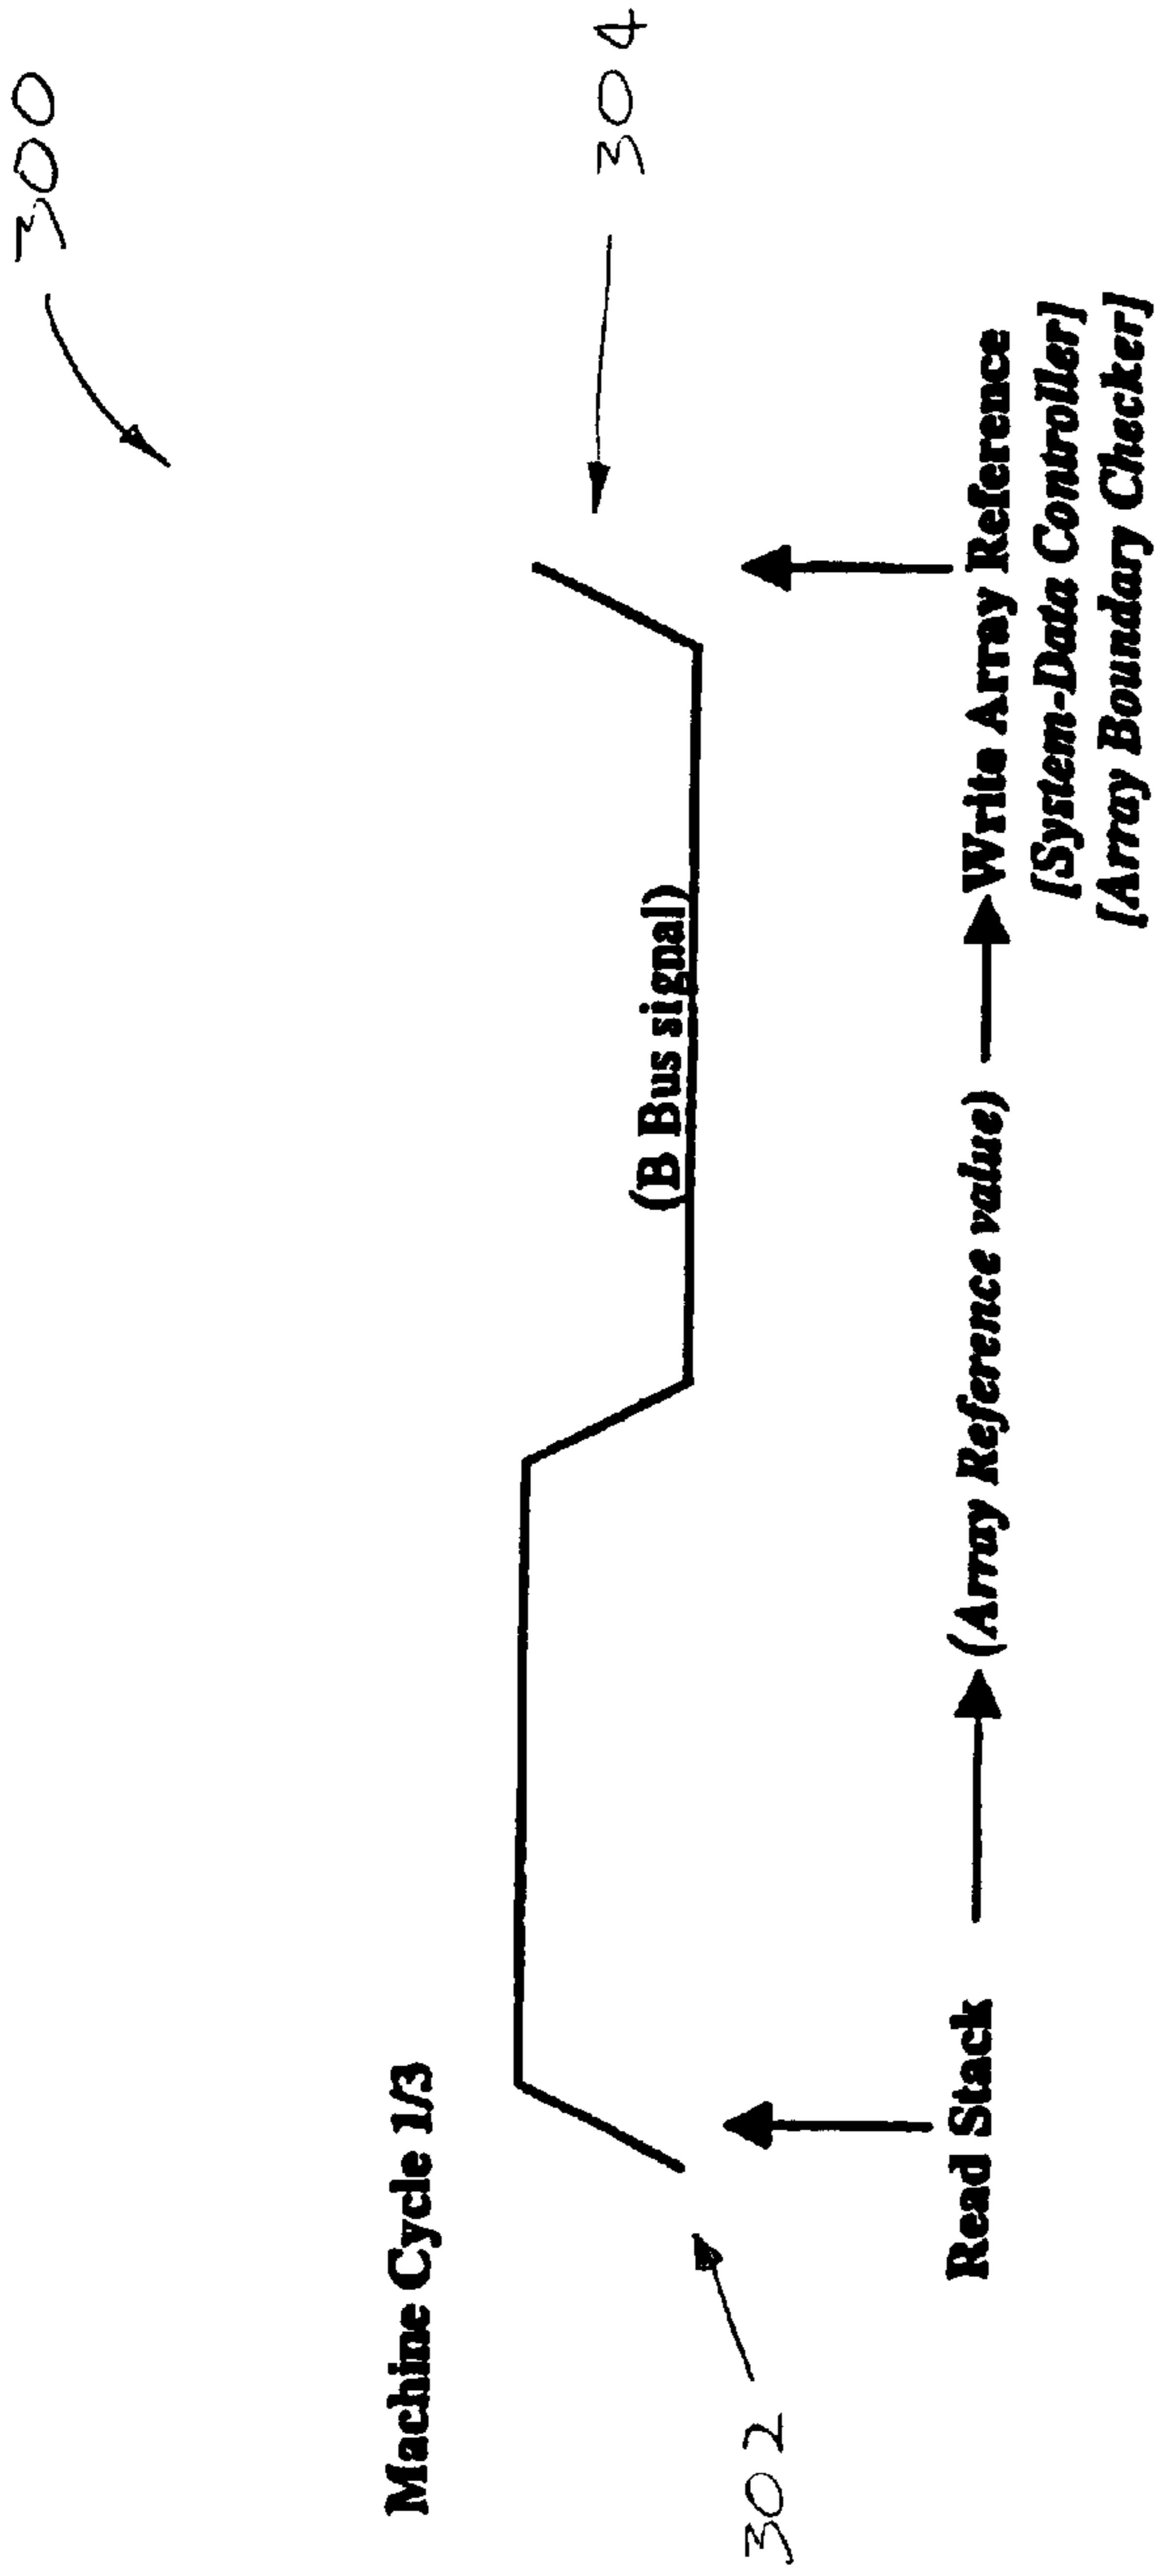 300
Machine Cycle 1/3
304
(B Bus signal)
302
Read Stack (Array Reference value) Write Array Reference
[System-Data Controller]
[Array Boundary Checker]